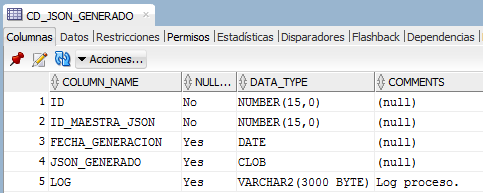 CD_JSON_GENERADO
Columnas Datos Restricciones Permisos Estadísticas Disparadores Flashback Dependencias
Acciones...
COLUMN_NAME NULL... DATA_TYPE COMMENTS
1 ID No NUMBER(15,0) (null)
2 ID_MAESTRA_JSON No NUMBER(15,0) (null)
3 FECHA_GENERACION Yes DATE (null)
4 JSON_GENERADO Yes CLOB (null)
5 LOG Yes VARCHAR2(3000 BYTE) Log proceso.